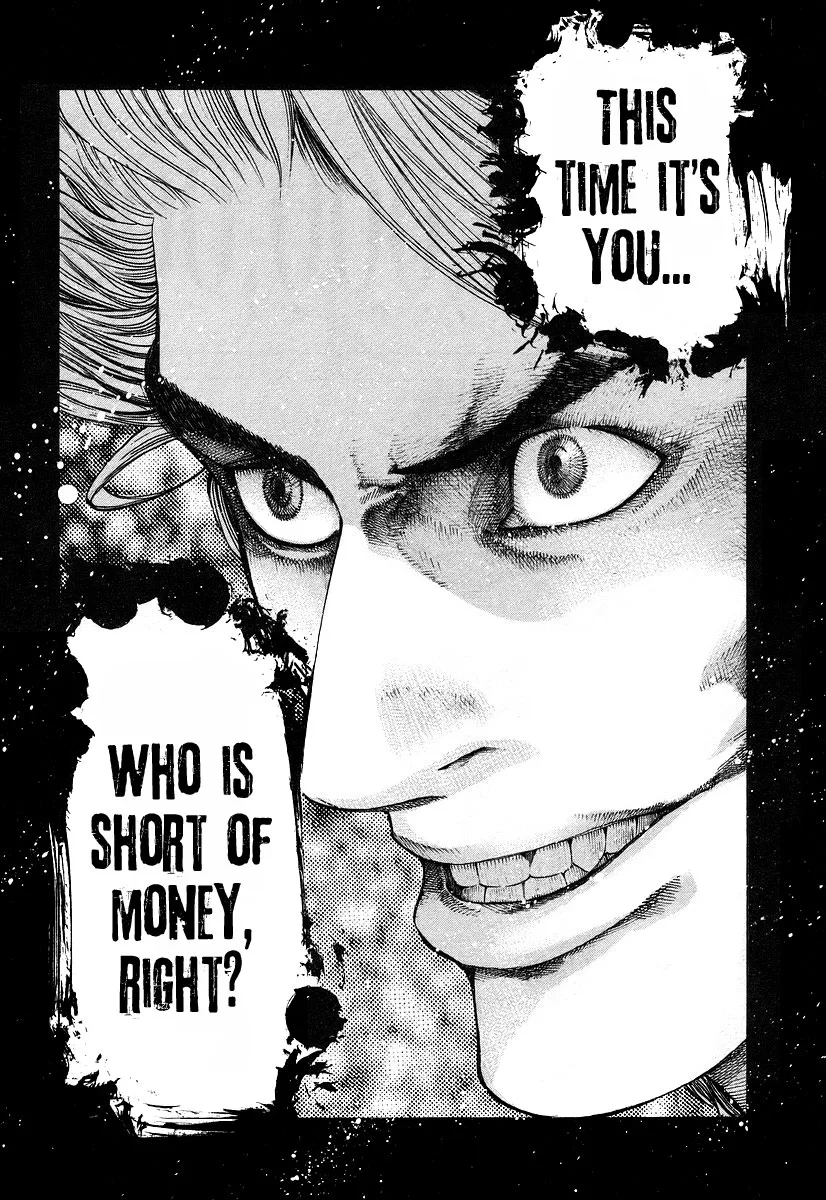 THIS
TIME IT'S
YOU...
WHO IS
SHORT OF
MONEY,
RIGHT?